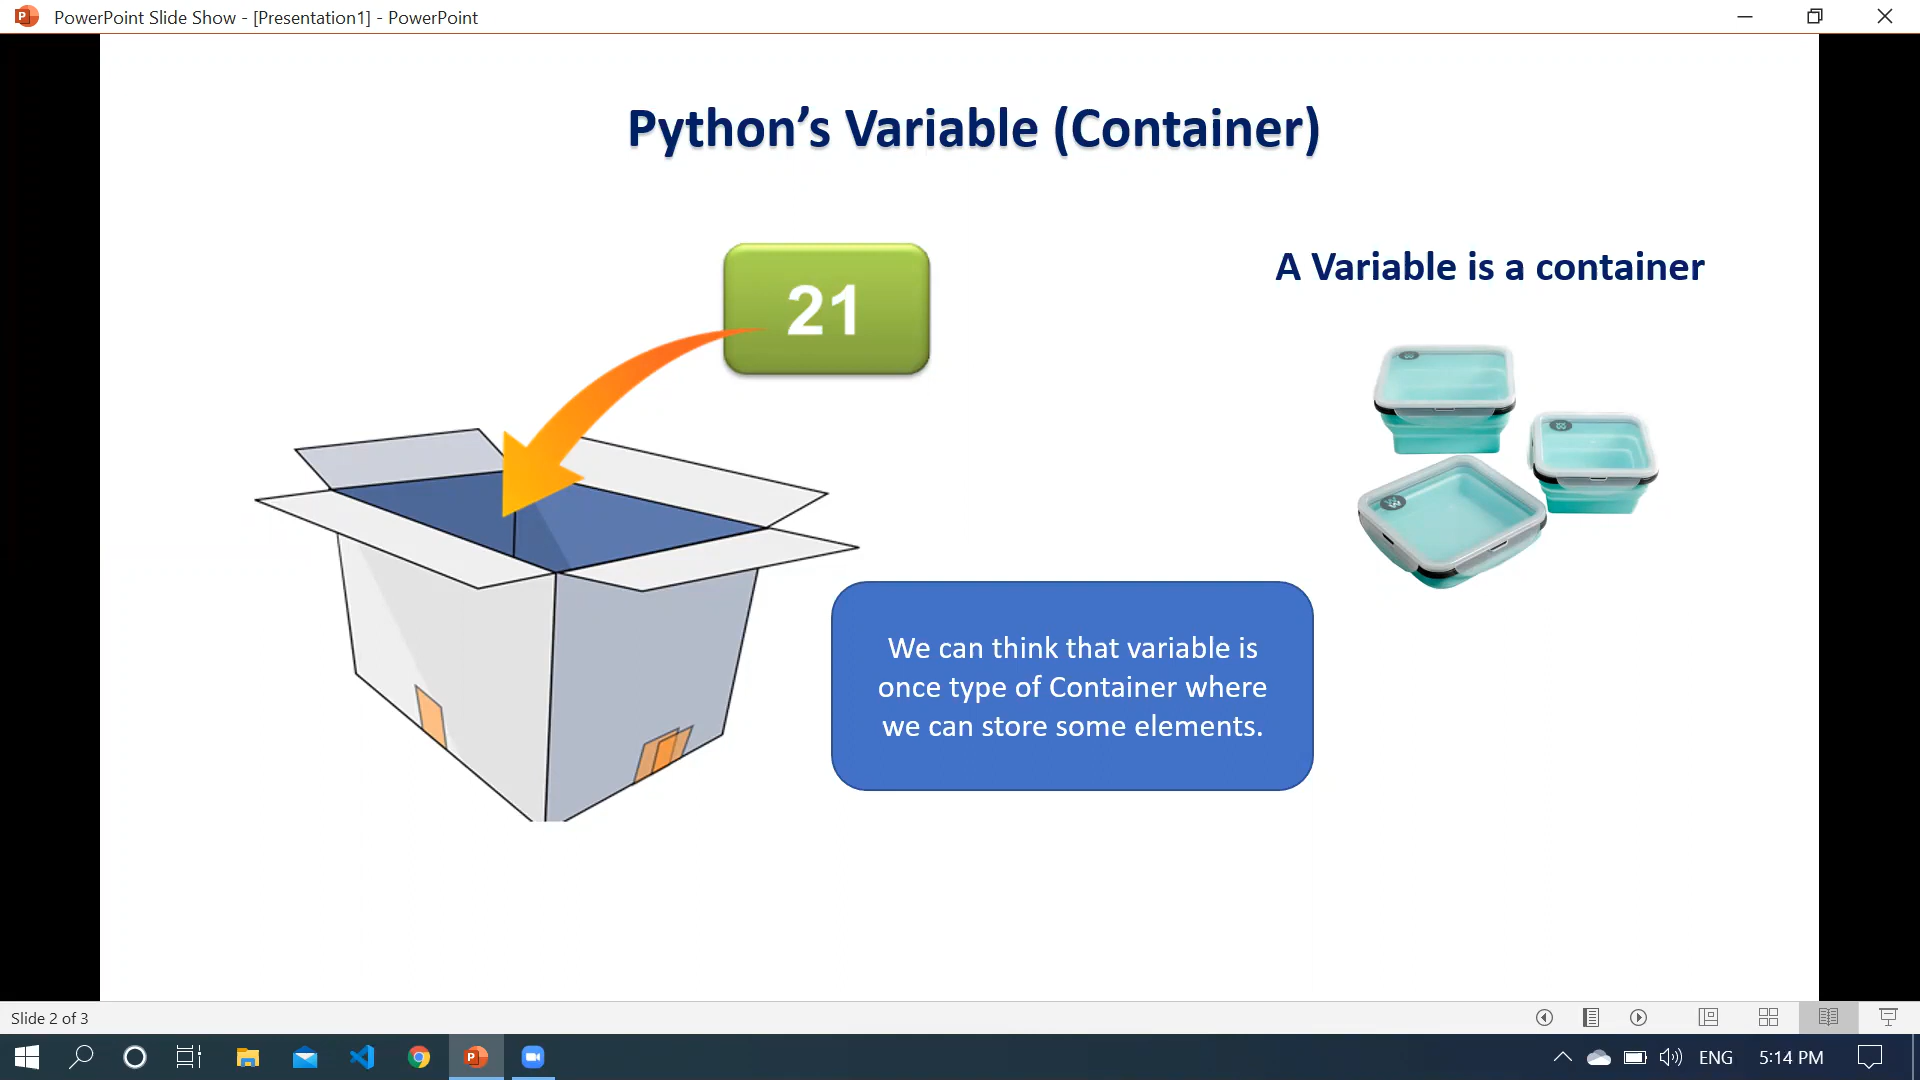 PowerPoint Slide Show - [Presentation1] - PowerPoint
Python’s Variable (Container)
21
A Variable is a container
We can think that variable is
once type of Container where
we can store some elements.
Slide 2 of 3
ENG
5:14 PM